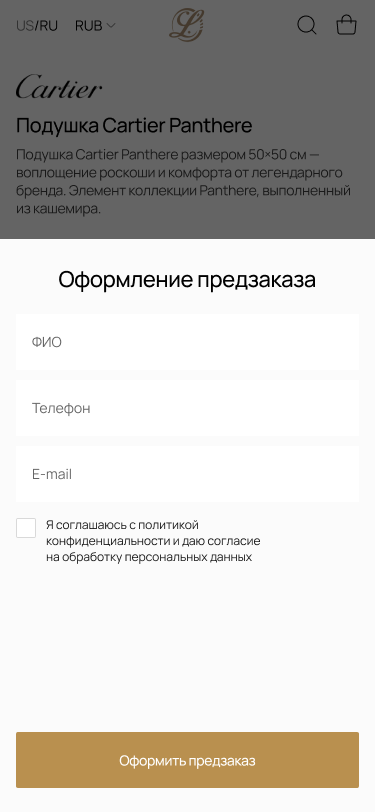 US/RU RUB
L
Cartier
Подушка Cartier Panthere
Подушка Cartier Panthere размером 50×50 см —
воплощение роскоши и комфорта от легендарного
бренда. Элемент коллекции Panthere, выполненный
из кашемира.
Оформление предзаказа
ФИО
Телефон
E-mail
Я соглашаюсь с политикой
конфиденциальности и даю согласие
на обработку персональных данных
Оформить предзаказ